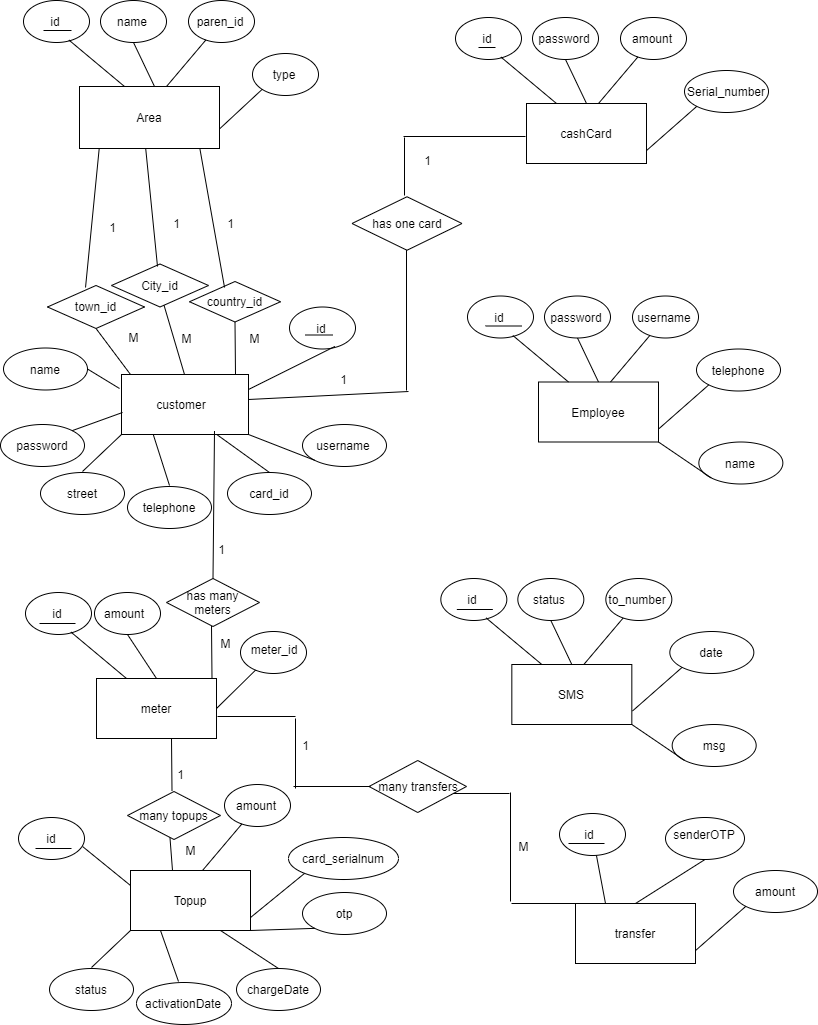 id
name
paren_id
type
Area
id
password
amount
Serial_number
cashCard
1
has one card
1
1
1
1
town_id
City_id
country_id
M
M
M
id
name
customer
password
street
telephone
card_id
username
id
password
username
telephone
Employee
name
1
has many
meters
M
id
amount
meter_id
meter
id
status
to_number
date
SMS
msg
1
1
many transfers
M
many topups
M
id
amount
card_serialnum
otp
Topup
status
activationDate
chargeDate
id
senderOTP
amount
transfer